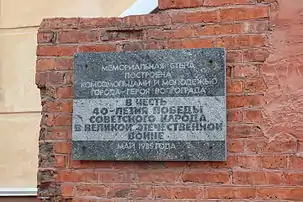 МЕМОРИАЛЬНАЯ СТЕНА
ПОСТРОЕНА
КОМСОМОЛЬЦАМИ И МОЛОДЕЖЬЮ
ГОРОДА-ГЕРОЯ ВОЛГОГРАДА
В ЧЕСТЬ
40-ЛЕТИЯ ПОБЕДЫ
СОВЕТСКОГО НАРОДА
В ВЕЛИКОЙ ОТЕЧЕСТВЕННОЙ
ВОЙНЕ
МАЙ 1985 ГОДА